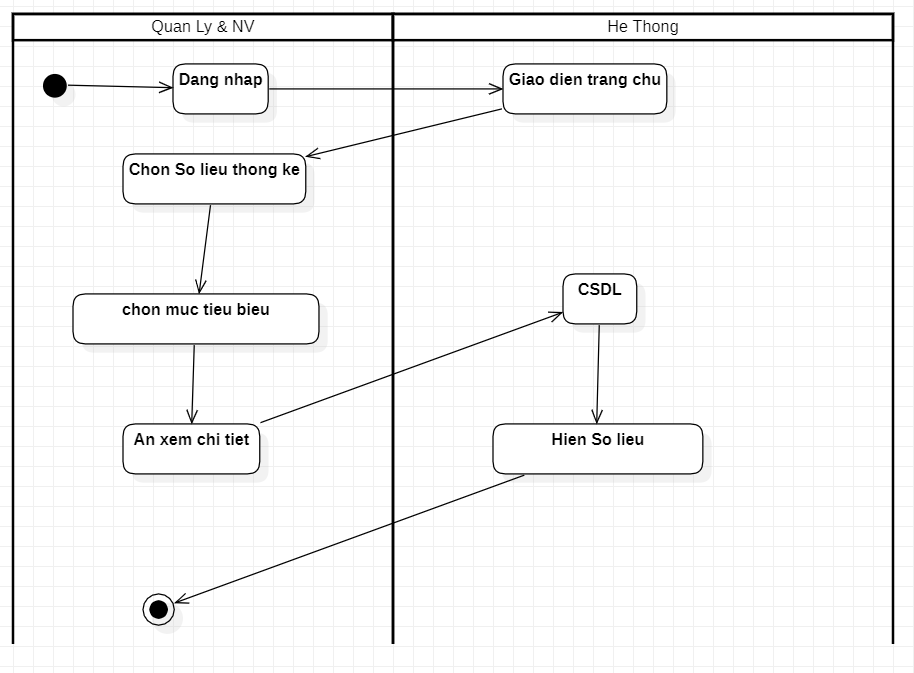 Quan Ly & NV
He Thong
Dang nhap
Giao dien trang chu
Chon So lieu thong ke
chon muc tieu bieu
CSDL
An xem chi tiet
Hien So lieu